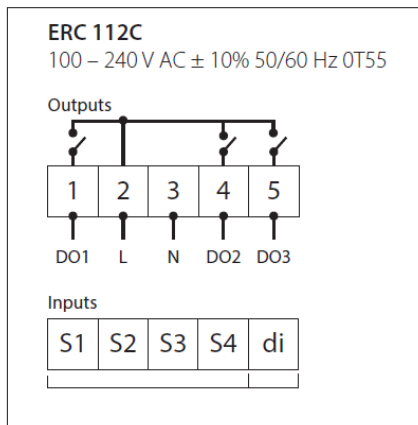 ERC 112C
100 – 240 V AC ± 10% 50/60 Hz 0T55
Outputs
1 2 3 4 5
DO1 L N DO2 DO3
Inputs
S1 S2 S3 S4 di